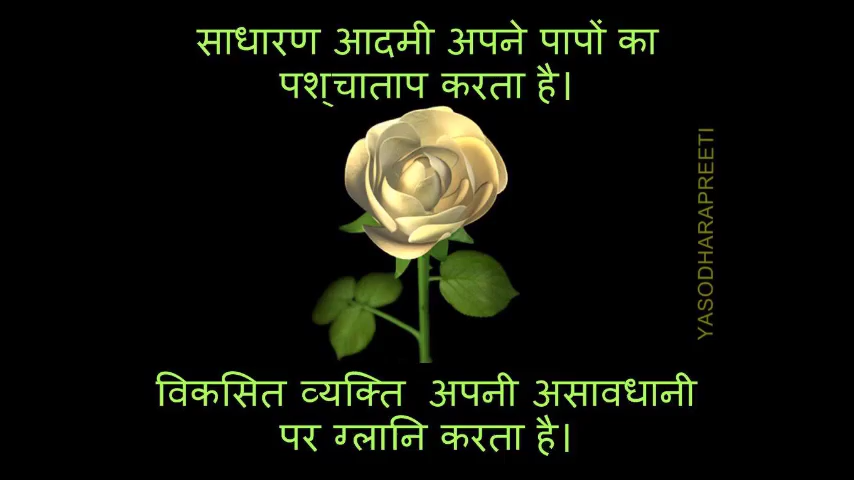 साधारण आदमी अपने पापों का
पश्चाताप करता है।
YASODHARAPREETI
विकसित व्यक्ति अपनी असावधानी
पर ग्लानि करता है।